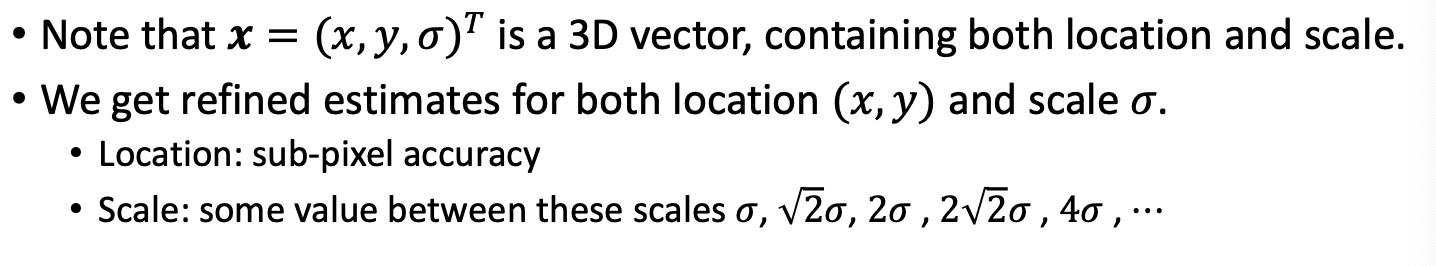 • Note that 𝒙 = (𝑥, 𝑦, 𝜎)ᵀ is a 3D vector, containing both location and scale.
• We get refined estimates for both location (𝑥, 𝑦) and scale 𝜎.
• Location: sub-pixel accuracy
• Scale: some value between these scales 𝜎, √2𝜎, 2𝜎 , 2√2𝜎 , 4𝜎 , ⋯